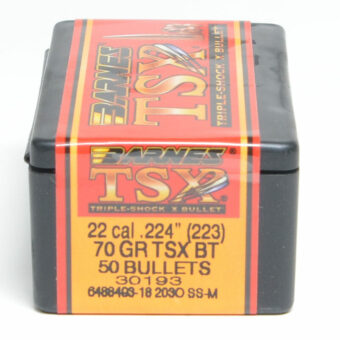 BARNES
TSX
TRIPLE-SHOCK X BULLET
BARNES
TSX
TRIPLE-SHOCK X BULLET
22 cal .224" (223)
70 GR TSX BT
50 BULLETS
30193
6488403-18 2030 SS-M